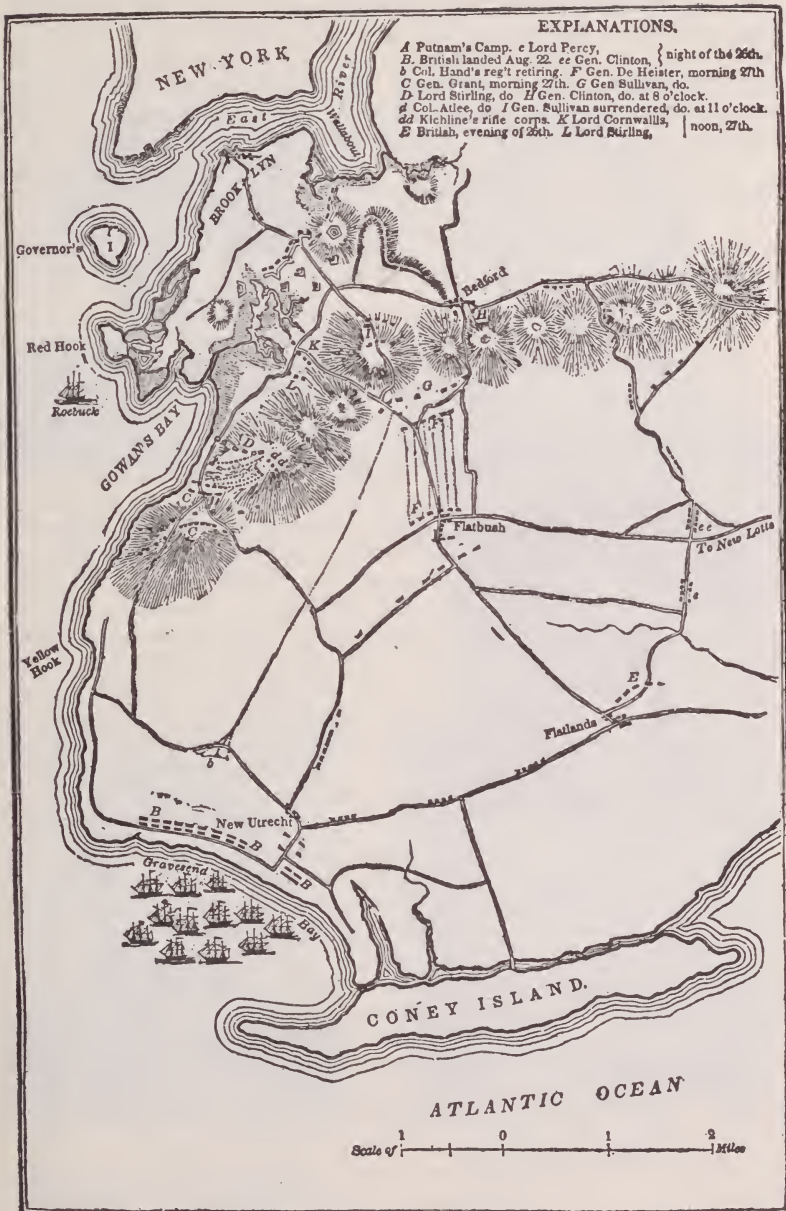 EXPLANATIONS.
A Putnam's Camp. e Lord Percy,
B. British landed Aug. 22. ee Gen. Clinton, { night of the 26th.
b Col. Hand's reg't retiring. F Gen. De Heister, morning 27th
C Gen. Grant, morning 27th. G Gen Sullivan, do.
D Lord Stirling, do H Gen. Clinton, do. at 8 o'clock.
d Col. Atlee, do I Gen. Sullivan surrendered, do. at 11 o'clock.
dd Kichline's rifle corps. K Lord Cornwallis,
E British, evening of 26th. L Lord Stirling, | noon, 27th.
NEW YORK
East River
Wallabout
BROOKLYN
Governor's
I
Bedford
H
Red Hook
K
I
Roebuck
L
G
GOWAN'S BAY
D
F
C
F
C
Flatbush
ee
To New Lotts
e
Yellow Hook
E
Flatlands
b
B
New Utrecht
B
B
Gravesend Bay
CONEY ISLAND.
ATLANTIC OCEAN
1 0 1 2
Scale of Miles